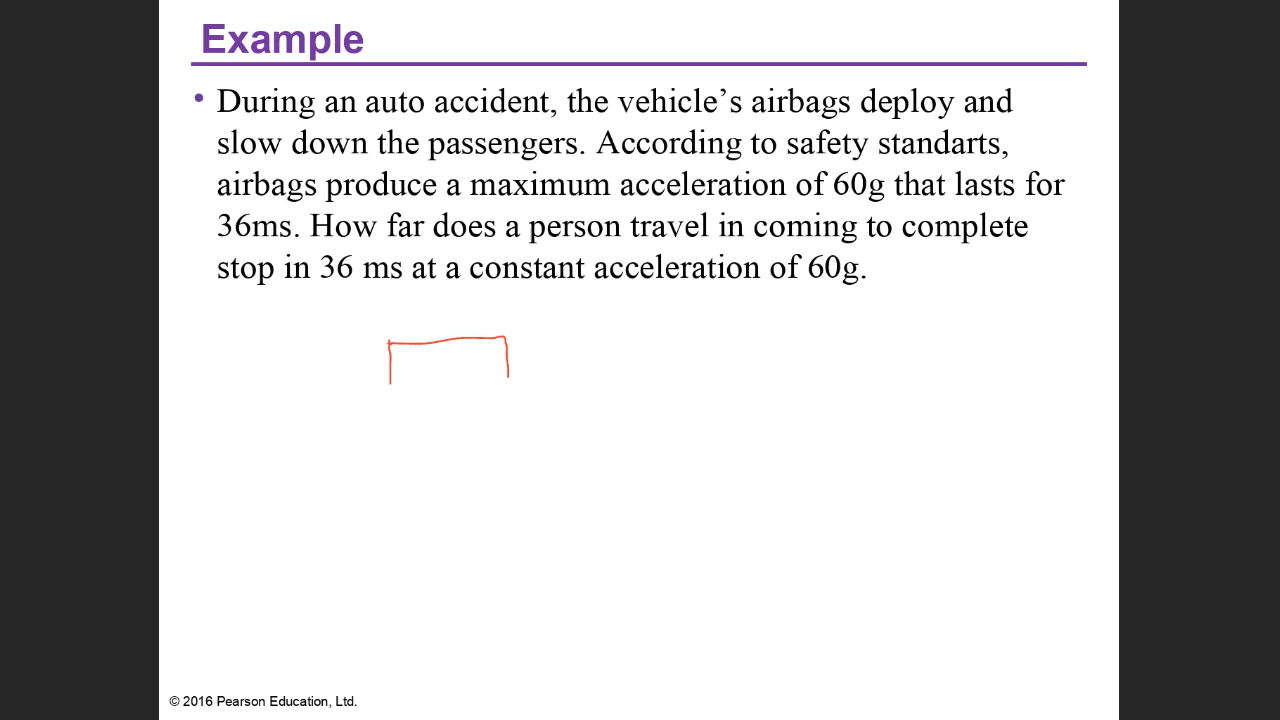 Example
• During an auto accident, the vehicle’s airbags deploy and
slow down the passengers. According to safety standarts,
airbags produce a maximum acceleration of 60g that lasts for
36ms. How far does a person travel in coming to complete
stop in 36 ms at a constant acceleration of 60g.
© 2016 Pearson Education, Ltd.